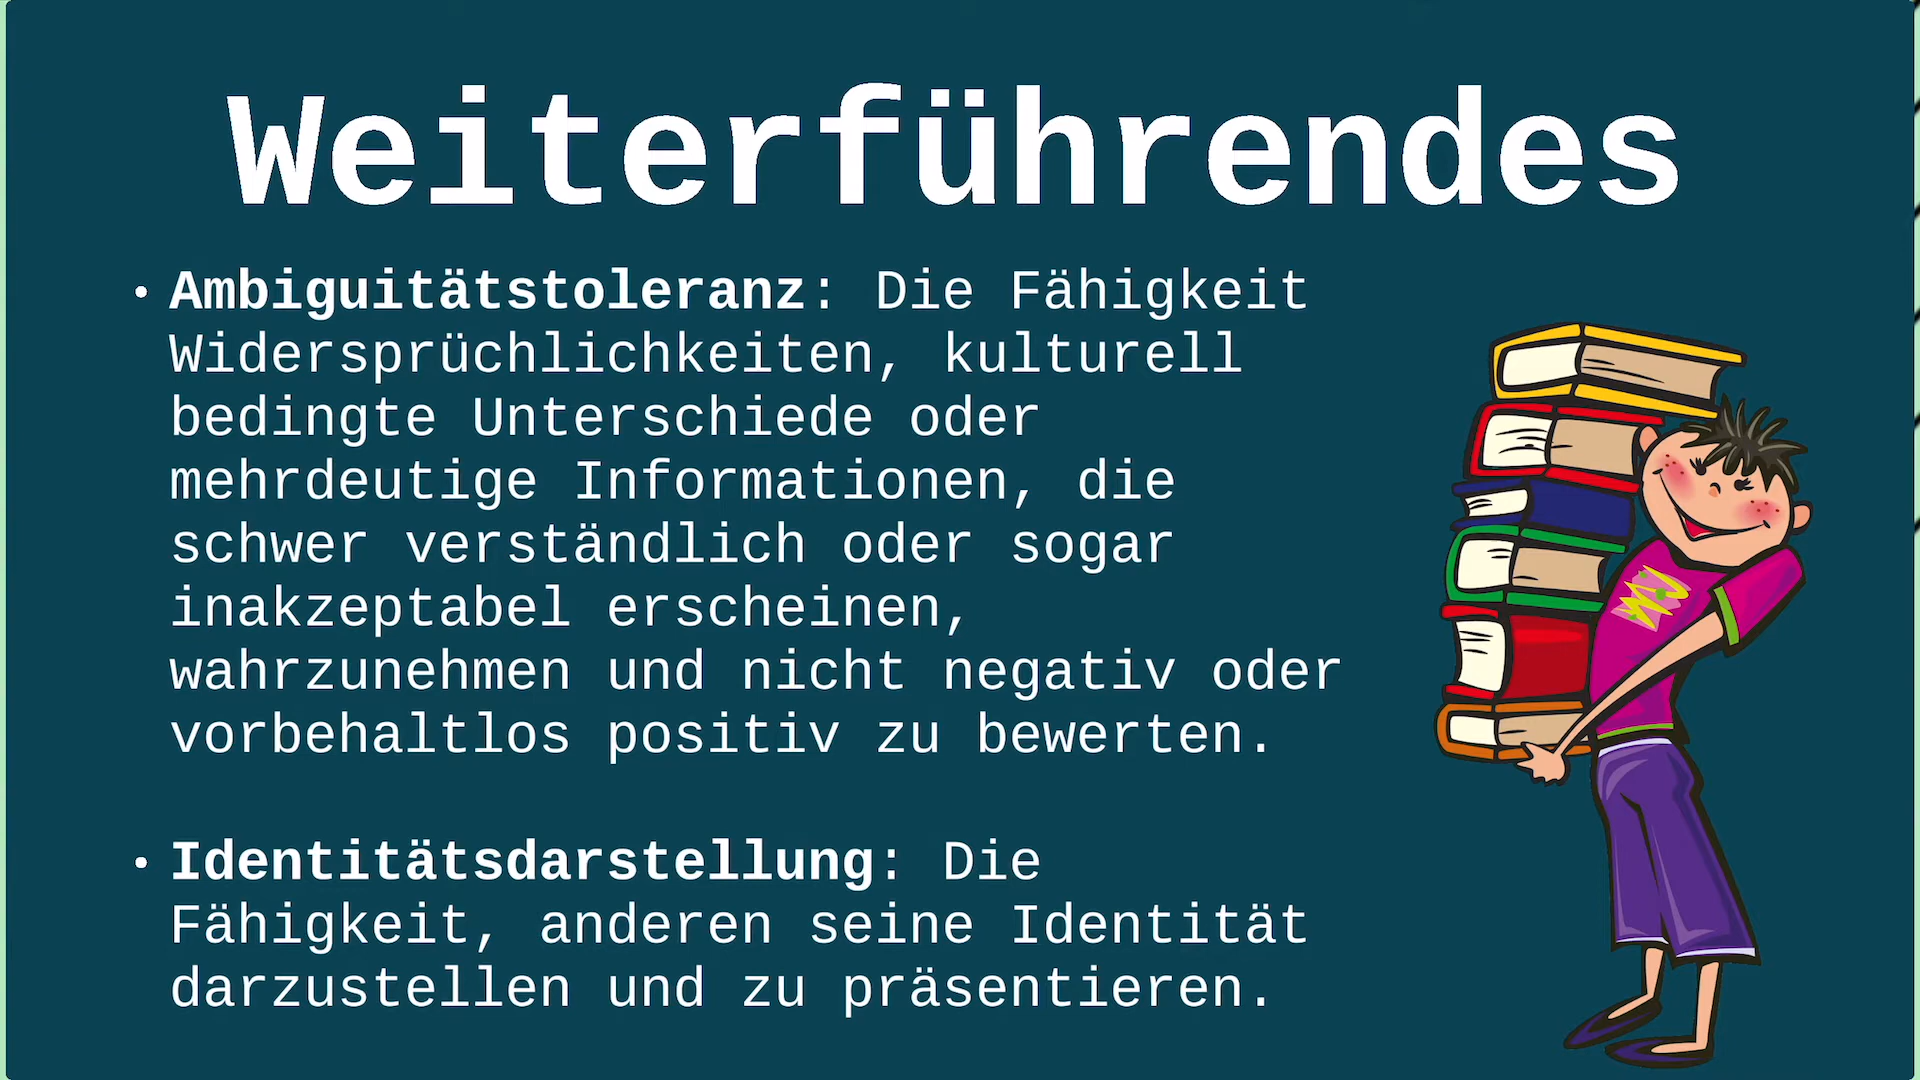 Weiterführendes
• Ambiguitätstoleranz: Die Fähigkeit
Widersprüchlichkeiten, kulturell
bedingte Unterschiede oder
mehrdeutige Informationen, die
schwer verständlich oder sogar
inakzeptabel erscheinen,
wahrzunehmen und nicht negativ oder
vorbehaltlos positiv zu bewerten.
• Identitätsdarstellung: Die
Fähigkeit, anderen seine Identität
darzustellen und zu präsentieren.